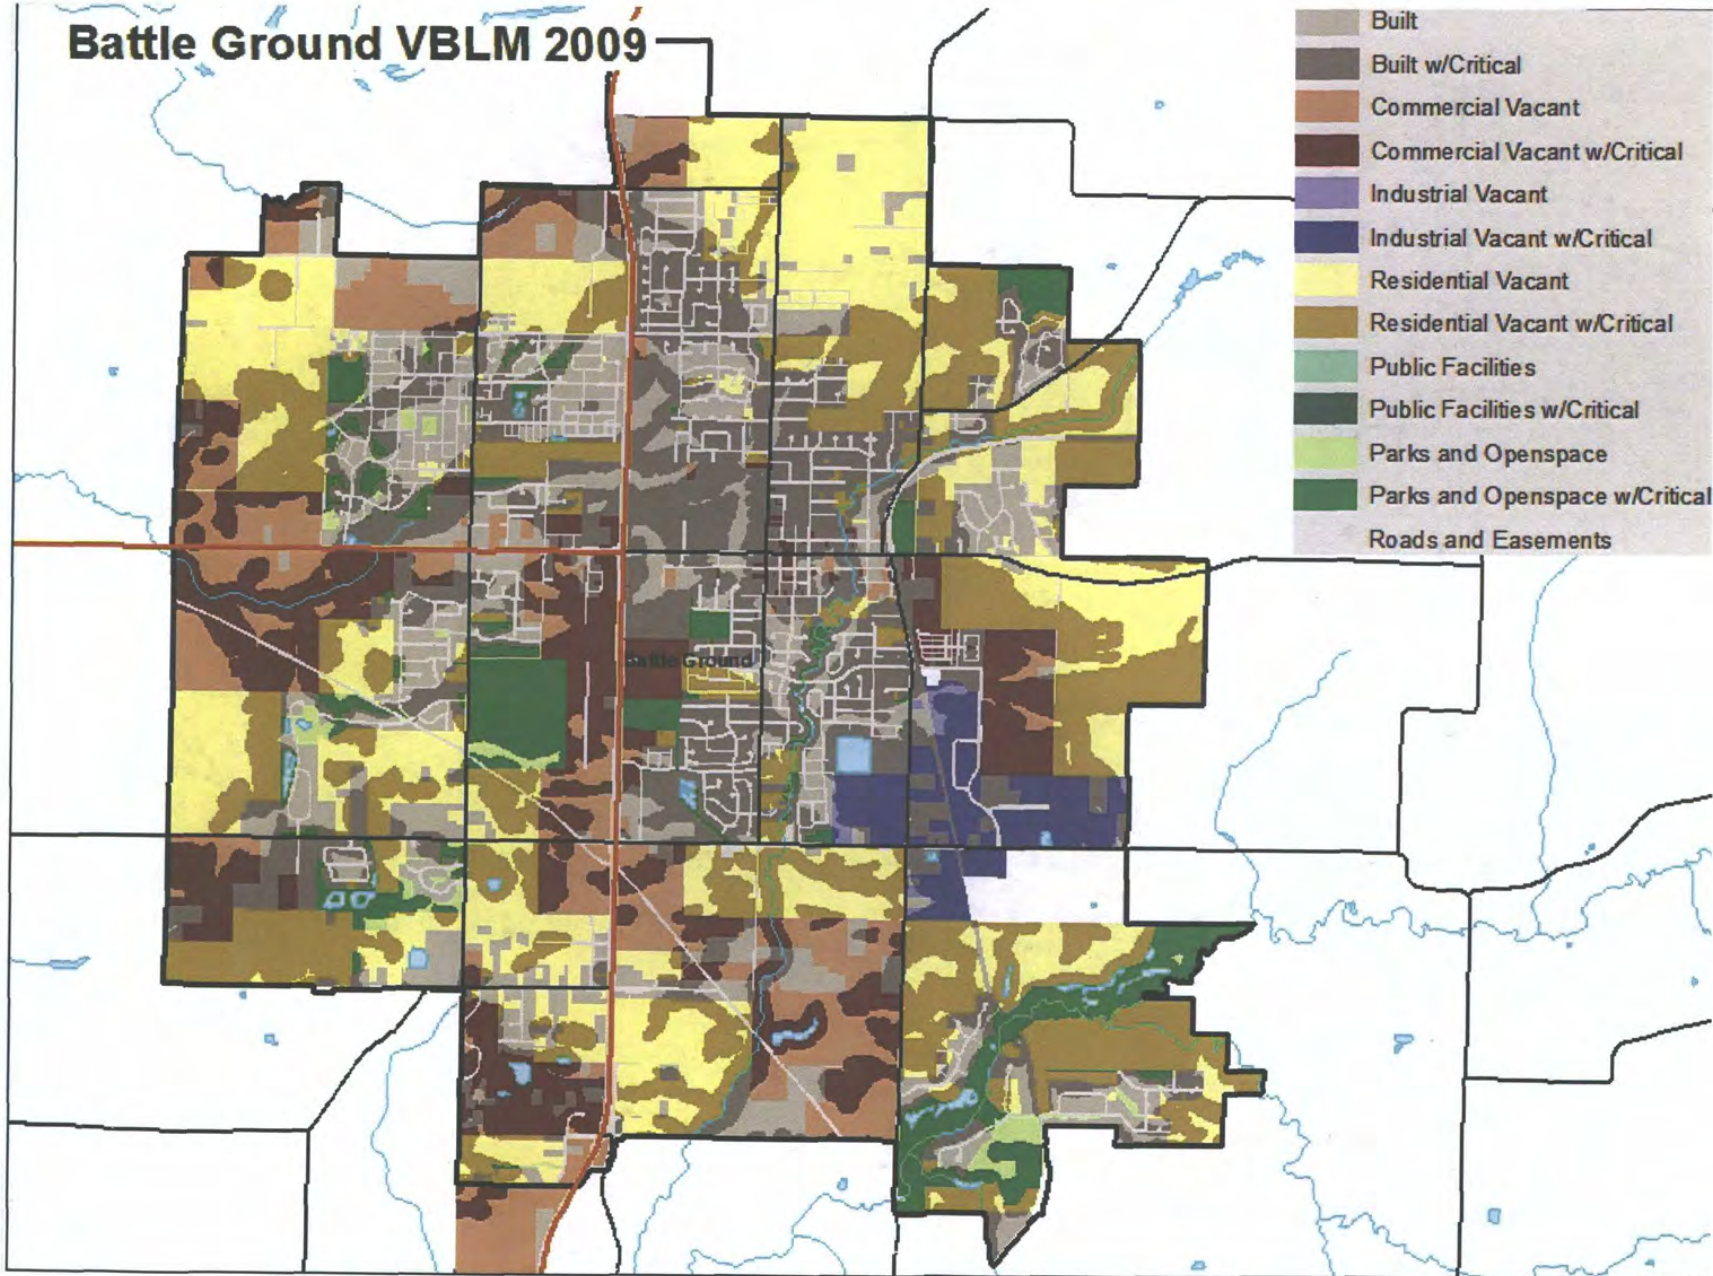 Battle Ground VBLM 2009
Built
Built w/Critical
Commercial Vacant
Commercial Vacant w/Critical
Industrial Vacant
Industrial Vacant w/Critical
Residential Vacant
Residential Vacant w/Critical
Public Facilities
Public Facilities w/Critical
Parks and Openspace
Parks and Openspace w/Critical
Roads and Easements
Battle Ground